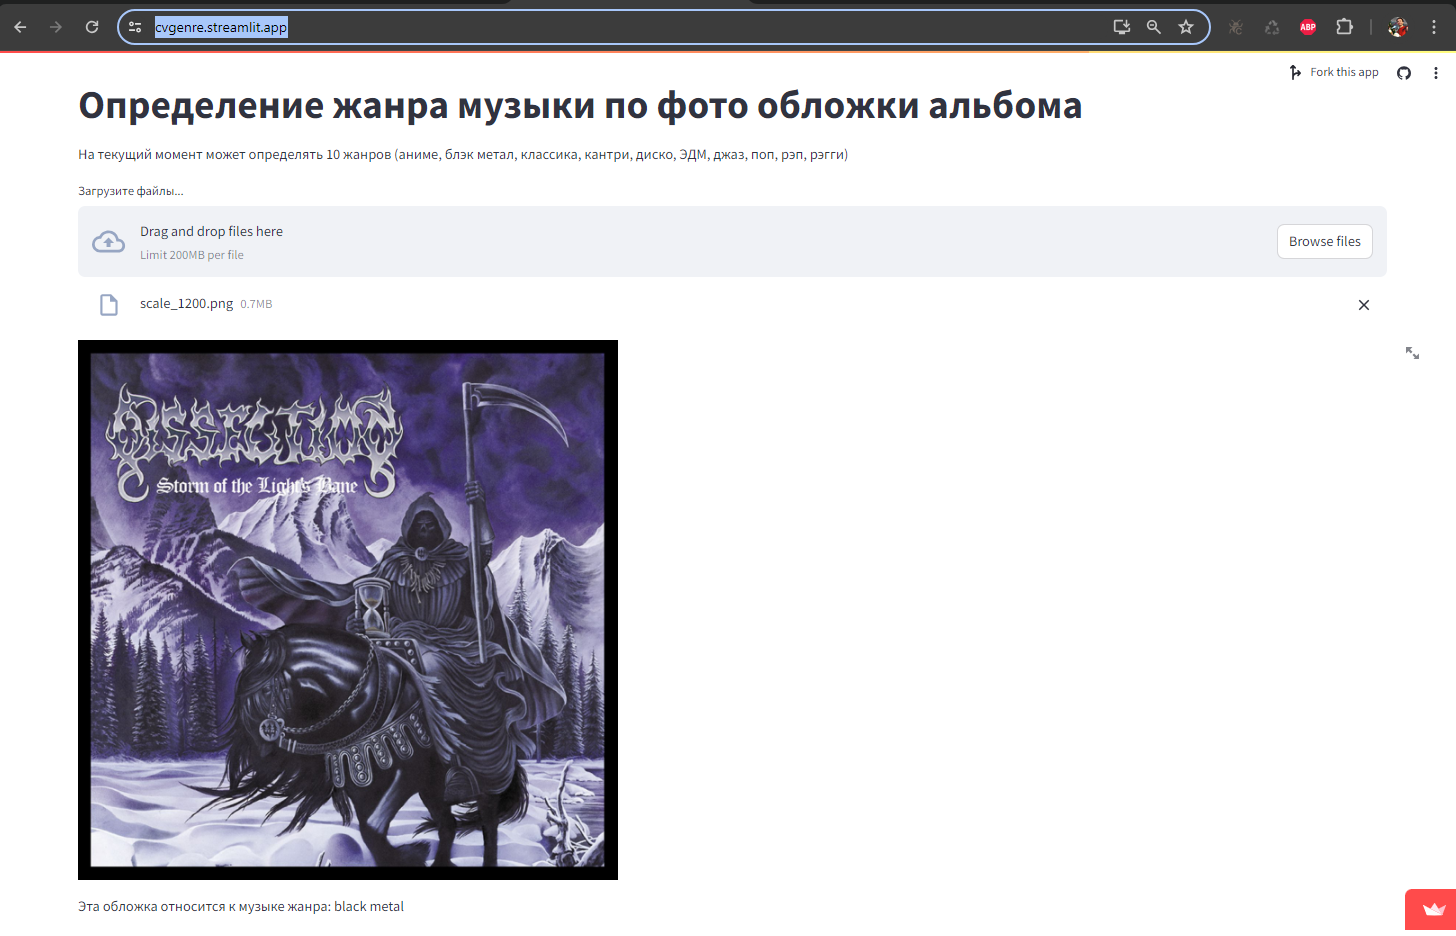 cvgenre.streamlit.app
ABP
Fork this app
Определение жанра музыки по фото обложки альбома
На текущий момент может определять 10 жанров (аниме, блэк метал, классика, кантри, диско, ЭДМ, джаз, поп, рэп, рэгги)
Загрузите файлы...
Drag and drop files here
Limit 200MB per file
Browse files
scale_1200.png 0.7MB
Dissection
Storm of the Light's Bane
Эта обложка относится к музыке жанра: black metal